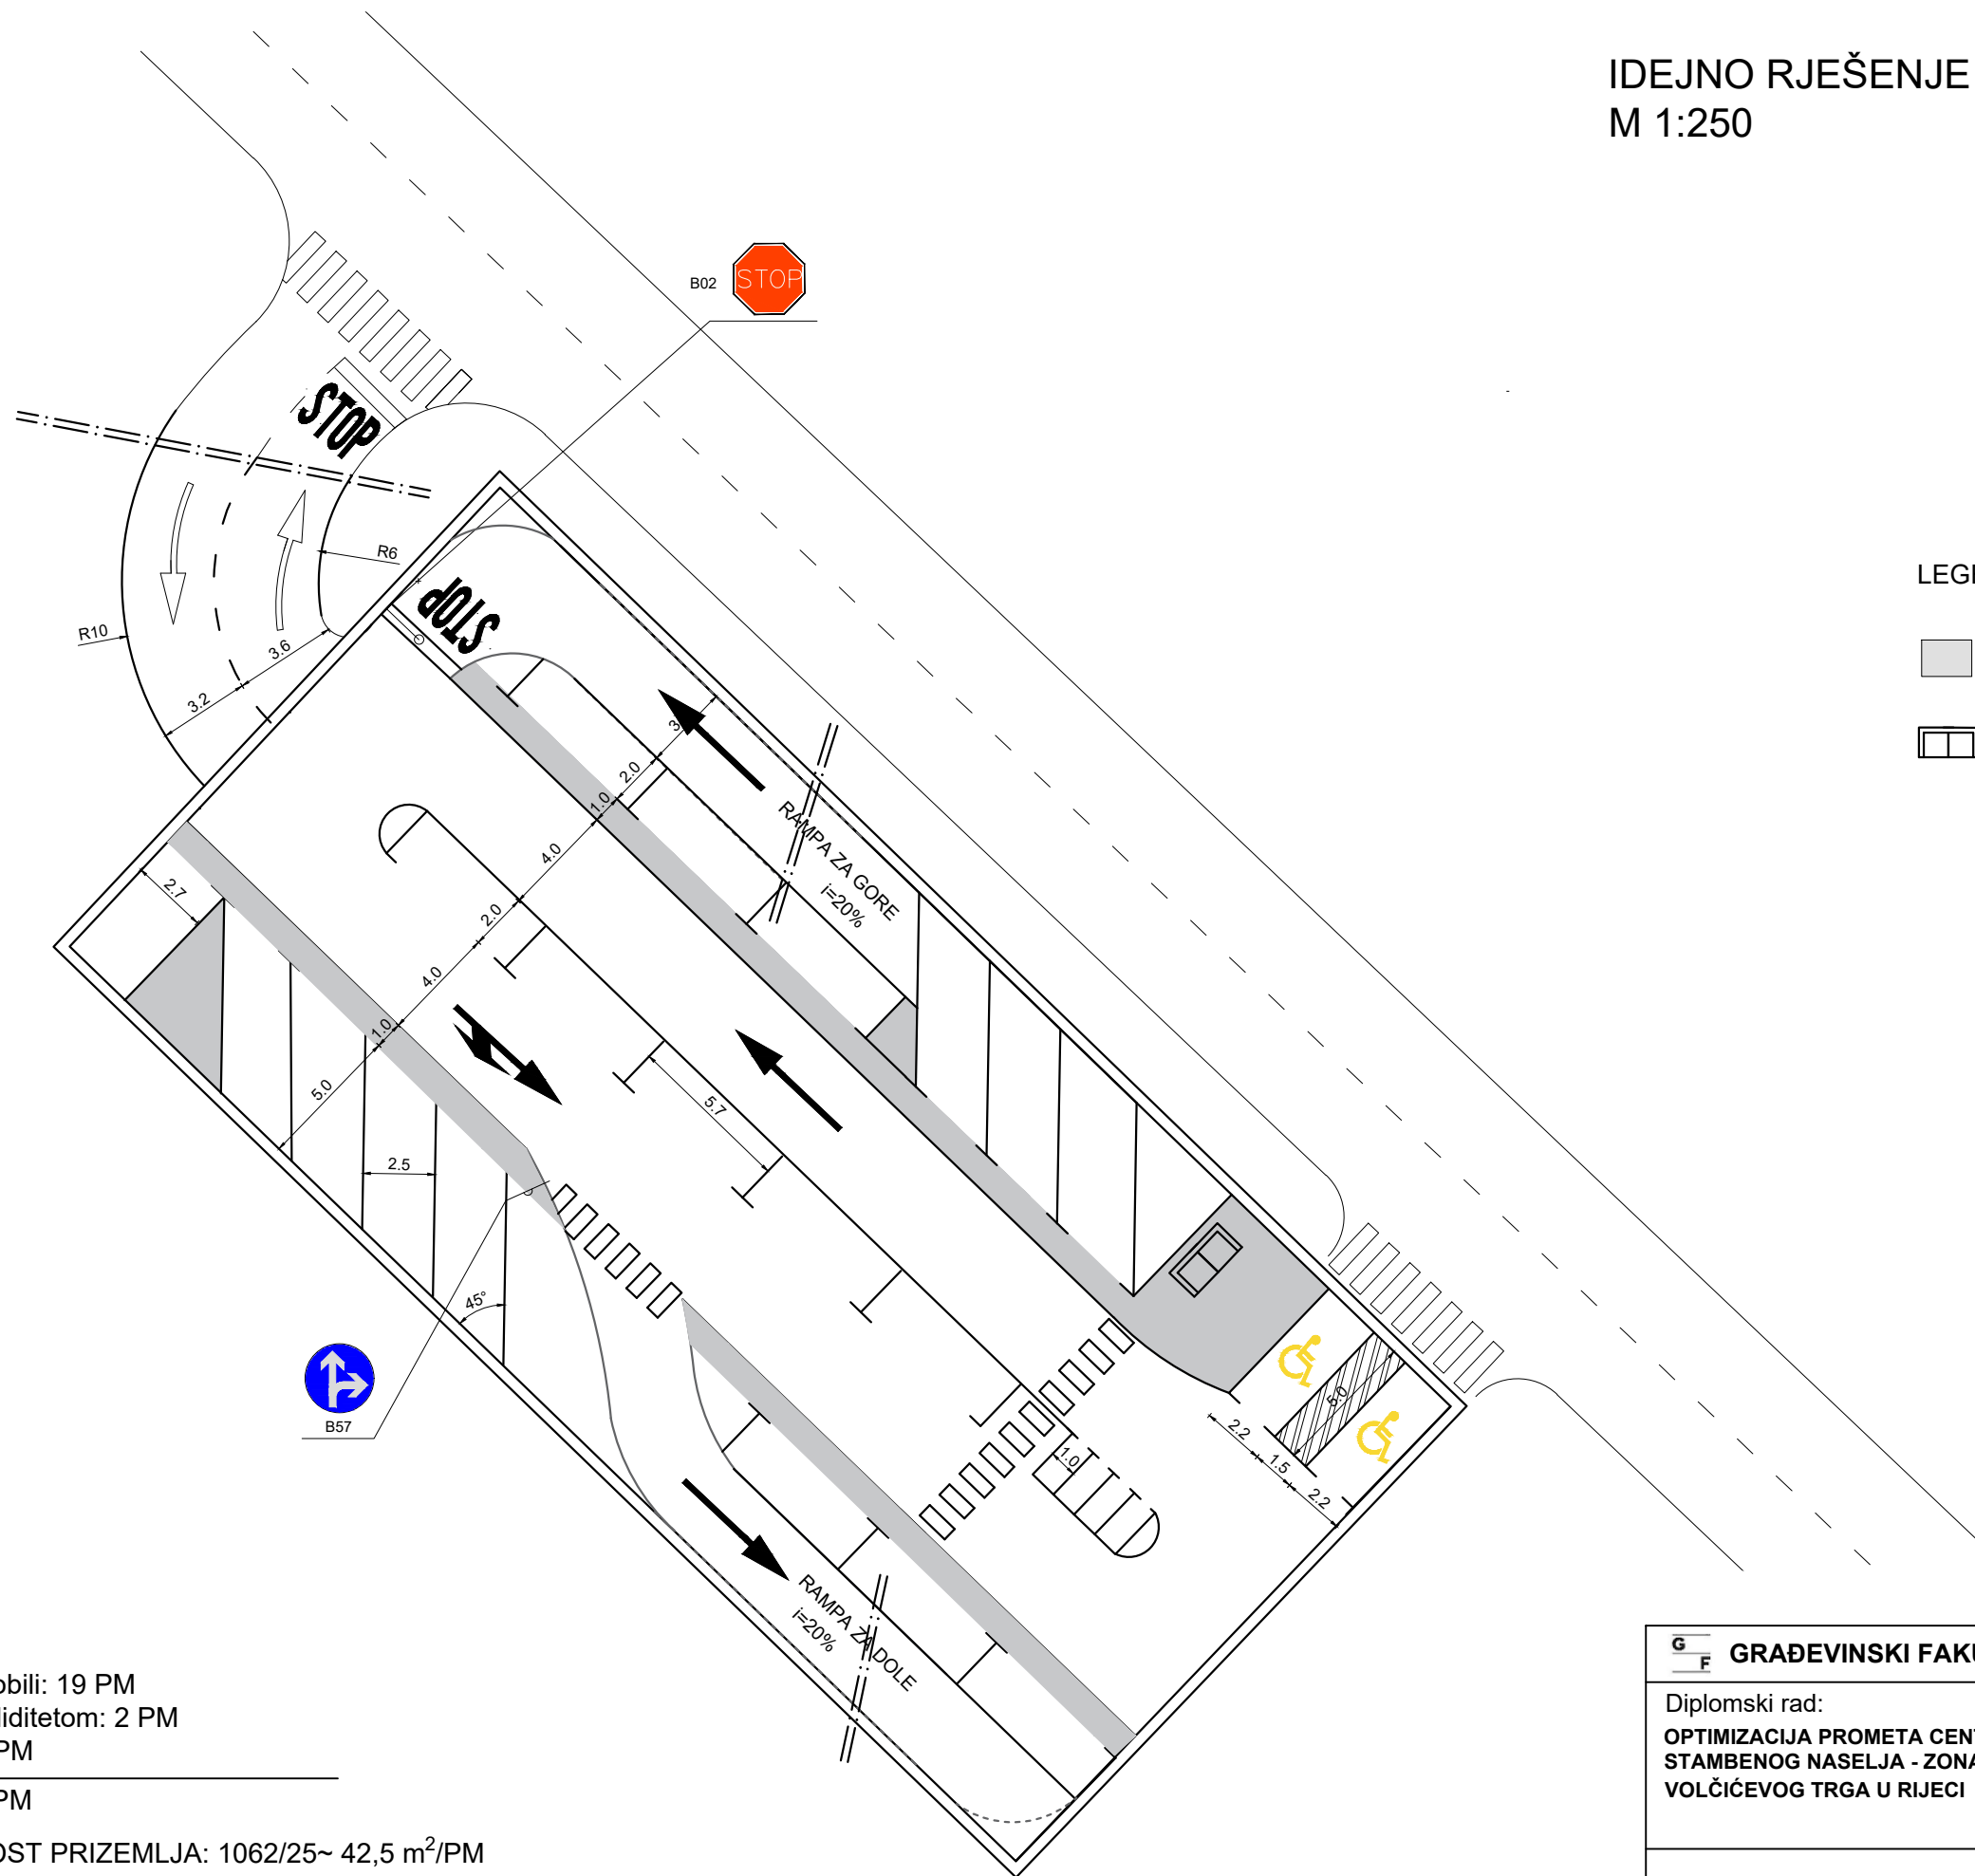 IDEJNO RJEŠENJE
M 1:250
B02
STOP
STOP
R6
STOP
R10
3.6
3.2
3
2.0
1.0
RAMPA ZA GORE
i=20%
4.0
2.7
2.0
4.0
1.0
5.0
5.7
2.5
45°
B57
5.0
2.2
1.5
2.2
1.0
RAMPA ZA DOLE
i=20%
obili: 19 PM
liditetom: 2 PM
PM
PM
OST PRIZEMLJA: 1062/25~ 42,5 m²/PM
G
F
GRAĐEVINSKI FAKU
Diplomski rad:
OPTIMIZACIJA PROMETA CEN
STAMBENOG NASELJA - ZONA
VOLČIĆEVOG TRGA U RIJECI